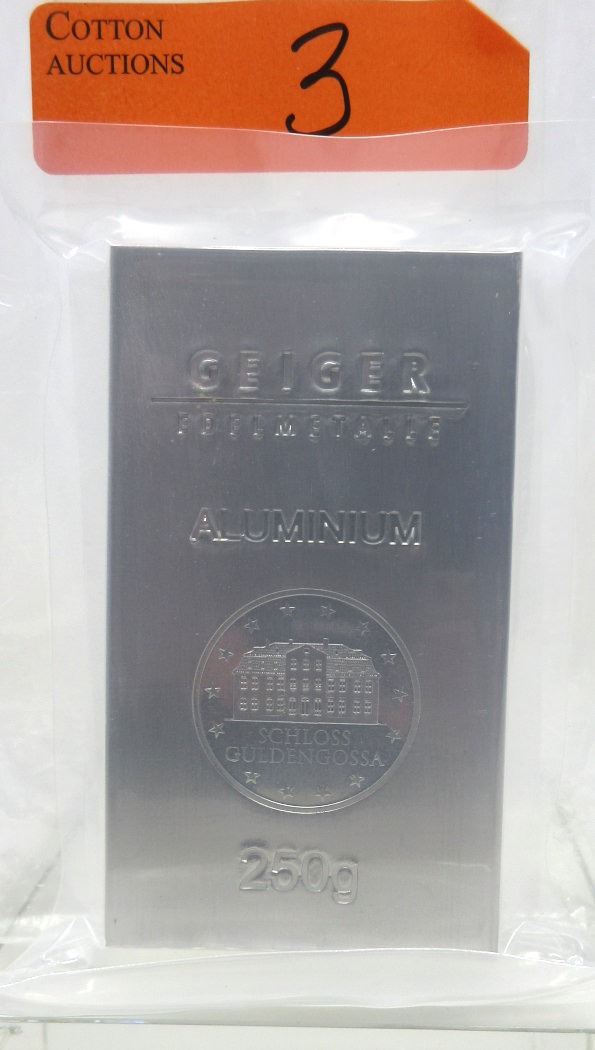 COTTON
AUCTIONS
3
GEIGER
EDELMETALLE
ALUMINIUM
SCHLOSS
GULDENGOSSA
250g